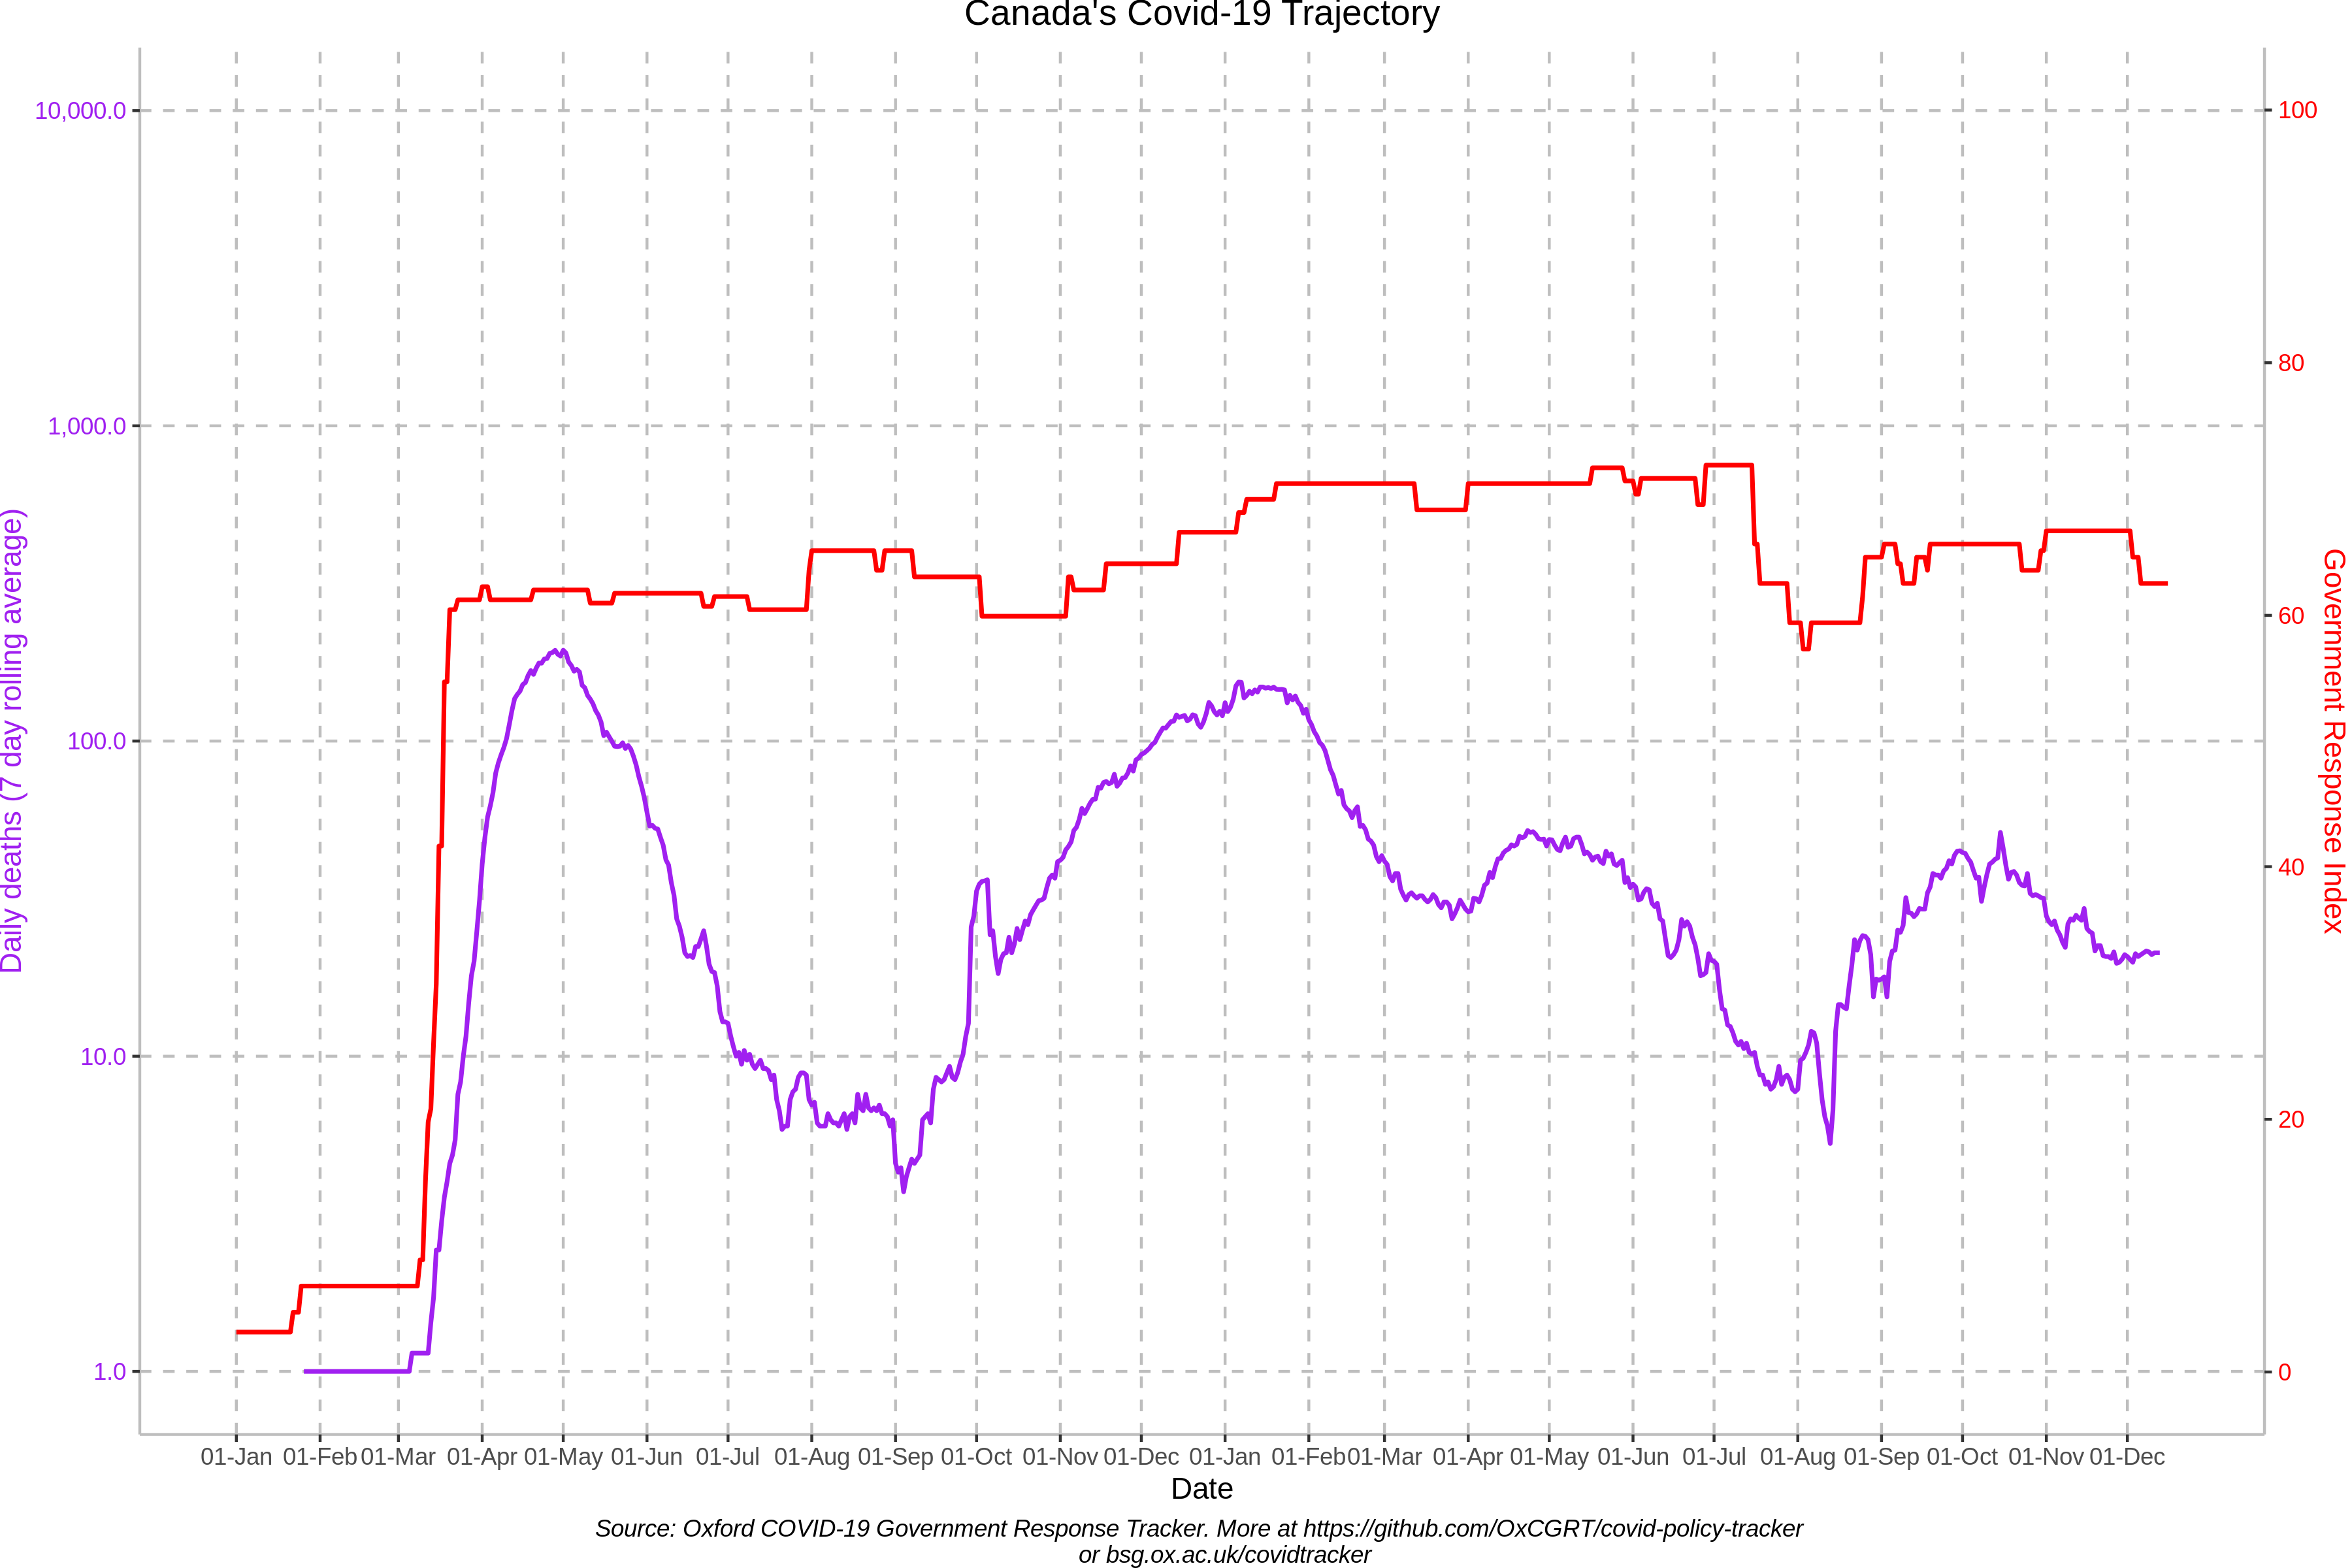 Canada's Covid-19 Trajectory
10,000.0
1,000.0
100.0
10.0
1.0
Daily deaths (7 day rolling average)
100
80
60
40
20
0
Government Response Index
01-Jan 01-Feb 01-Mar 01-Apr 01-May 01-Jun 01-Jul 01-Aug 01-Sep 01-Oct 01-Nov 01-Dec 01-Jan 01-Feb 01-Mar 01-Apr 01-May 01-Jun 01-Jul 01-Aug 01-Sep 01-Oct 01-Nov 01-Dec
Date
Source: Oxford COVID-19 Government Response Tracker. More at https://github.com/OxCGRT/covid-policy-tracker
or bsg.ox.ac.uk/covidtracker